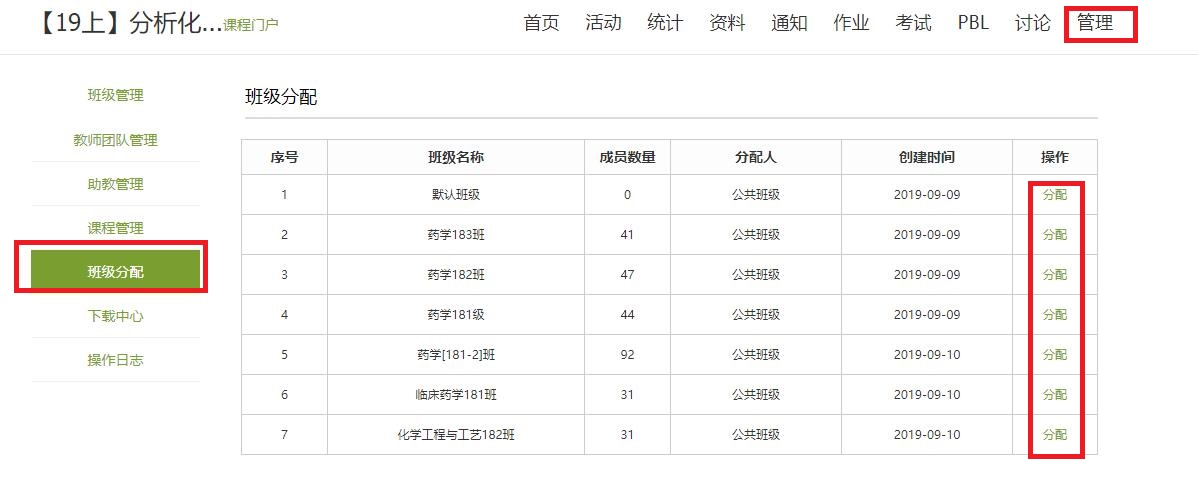 【19上】分析化...课程门户 首页 活动 统计 资料 通知 作业 考试 PBL 讨论 管理
班级管理
教师团队管理
助教管理
课程管理
班级分配
下载中心
操作日志
班级分配
序号 班级名称 成员数量 分配人 创建时间 操作
1 默认班级 0 公共班级 2019-09-09 分配
2 药学183班 41 公共班级 2019-09-09 分配
3 药学182班 47 公共班级 2019-09-09 分配
4 药学181级 44 公共班级 2019-09-09 分配
5 药学[181-2]班 92 公共班级 2019-09-10 分配
6 临床药学181班 31 公共班级 2019-09-10 分配
7 化学工程与工艺182班 31 公共班级 2019-09-10 分配